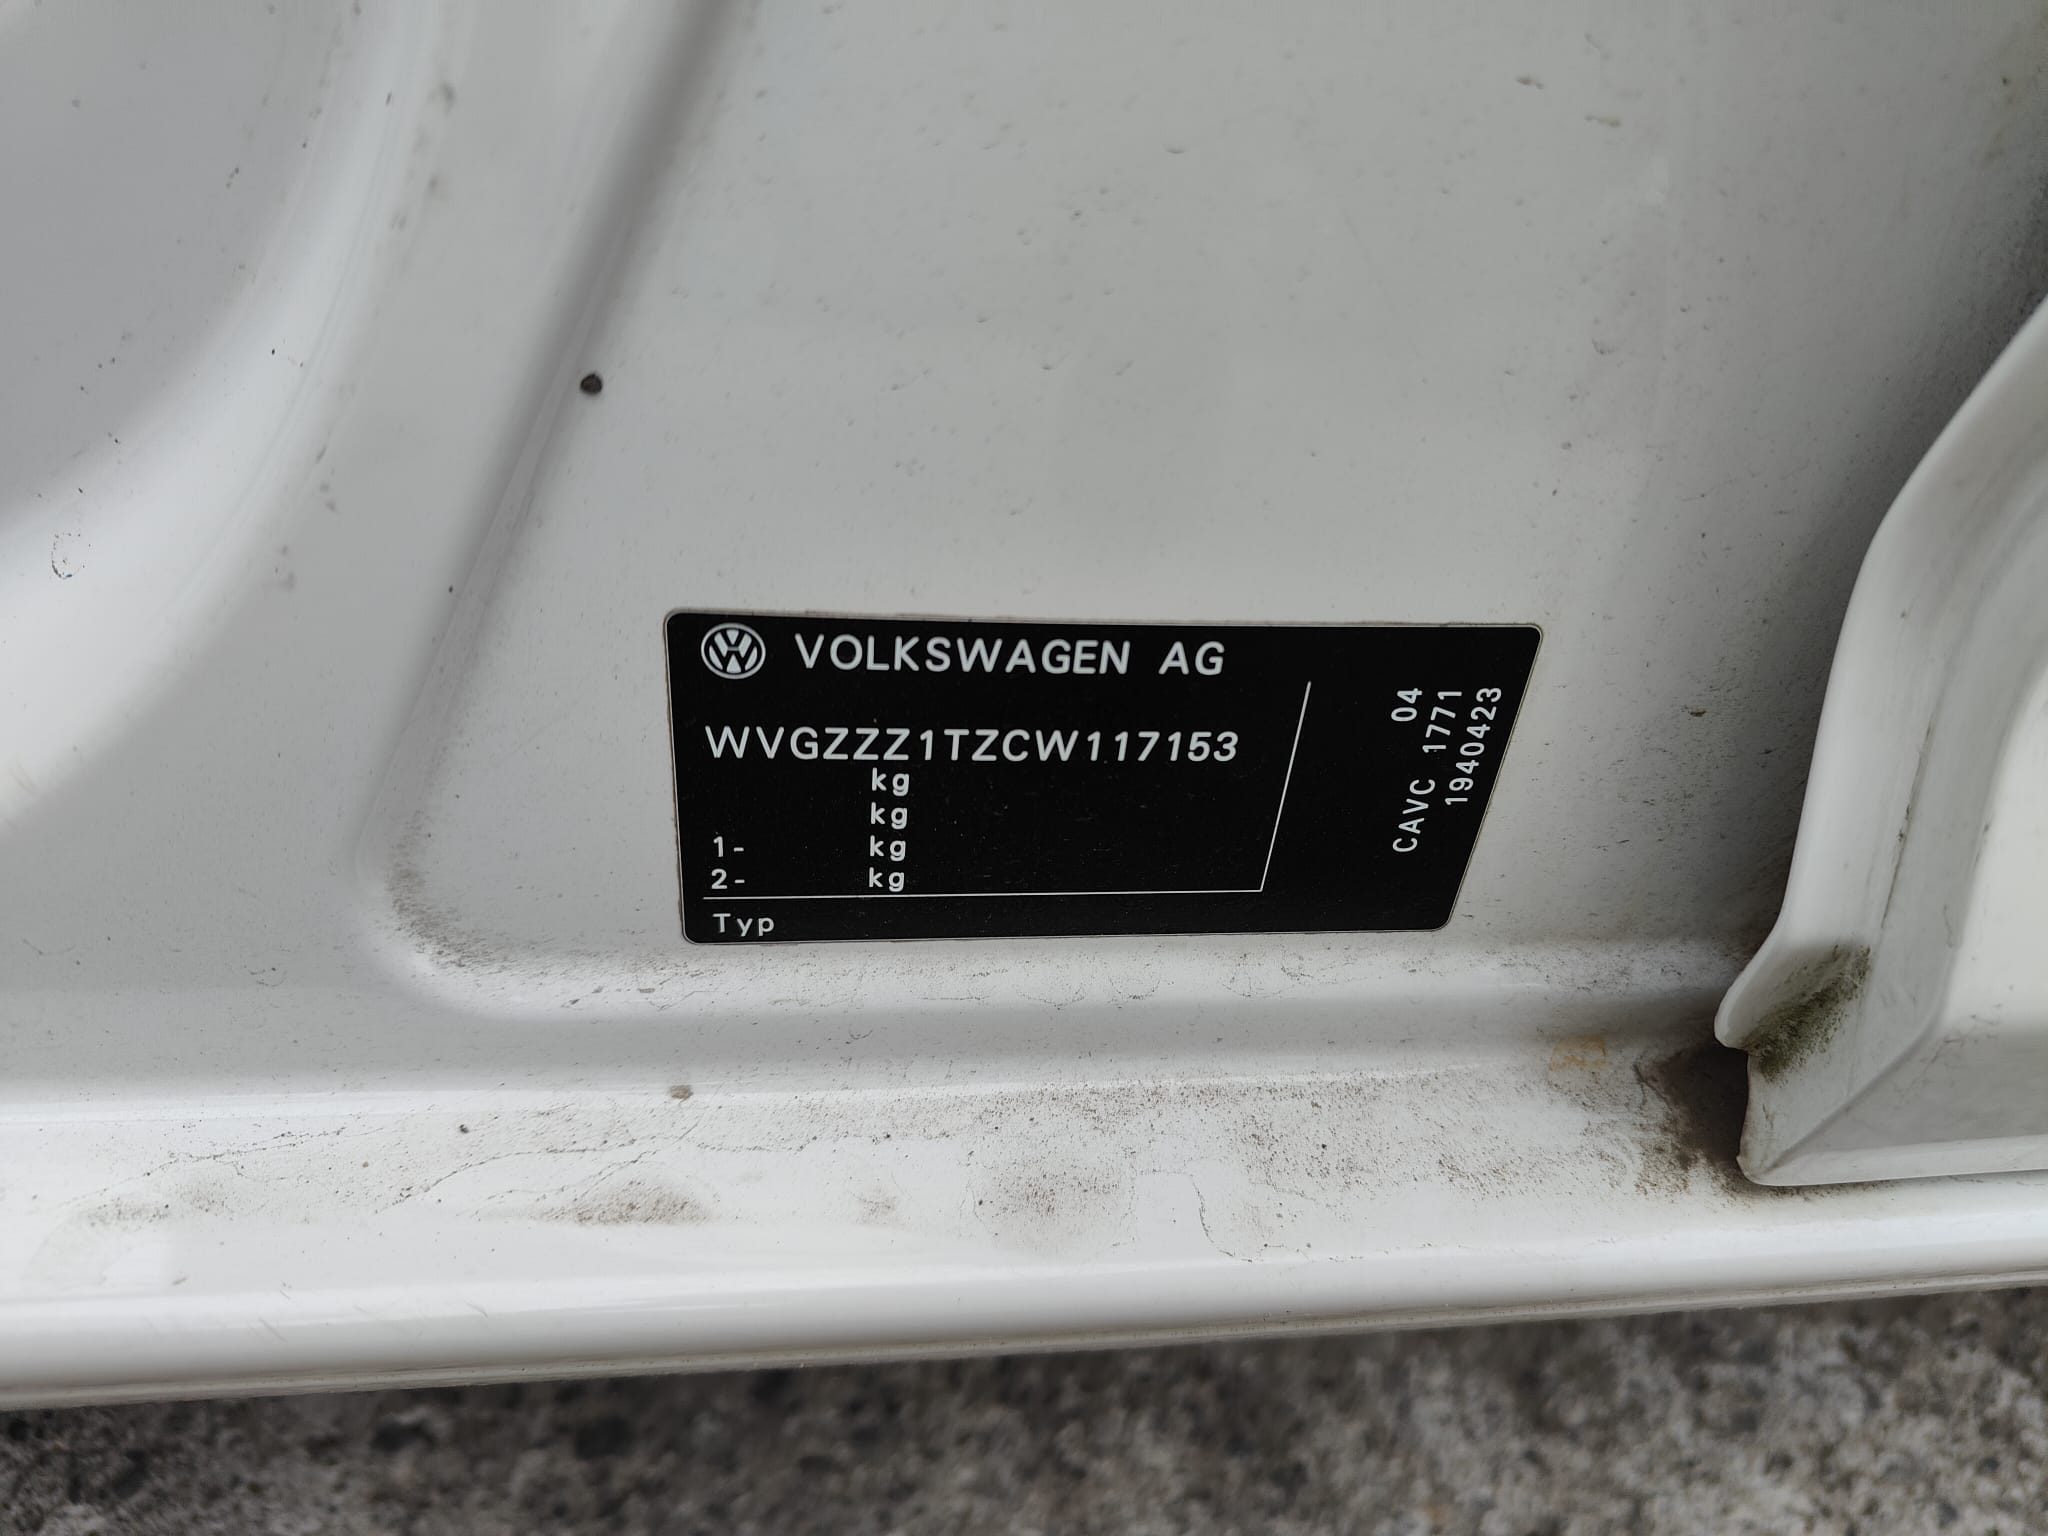 VOLKSWAGEN AG
WVGZZZ1TZCW117153
kg
kg
1- kg
2- kg
Typ
04
CAVC 1771
1940423